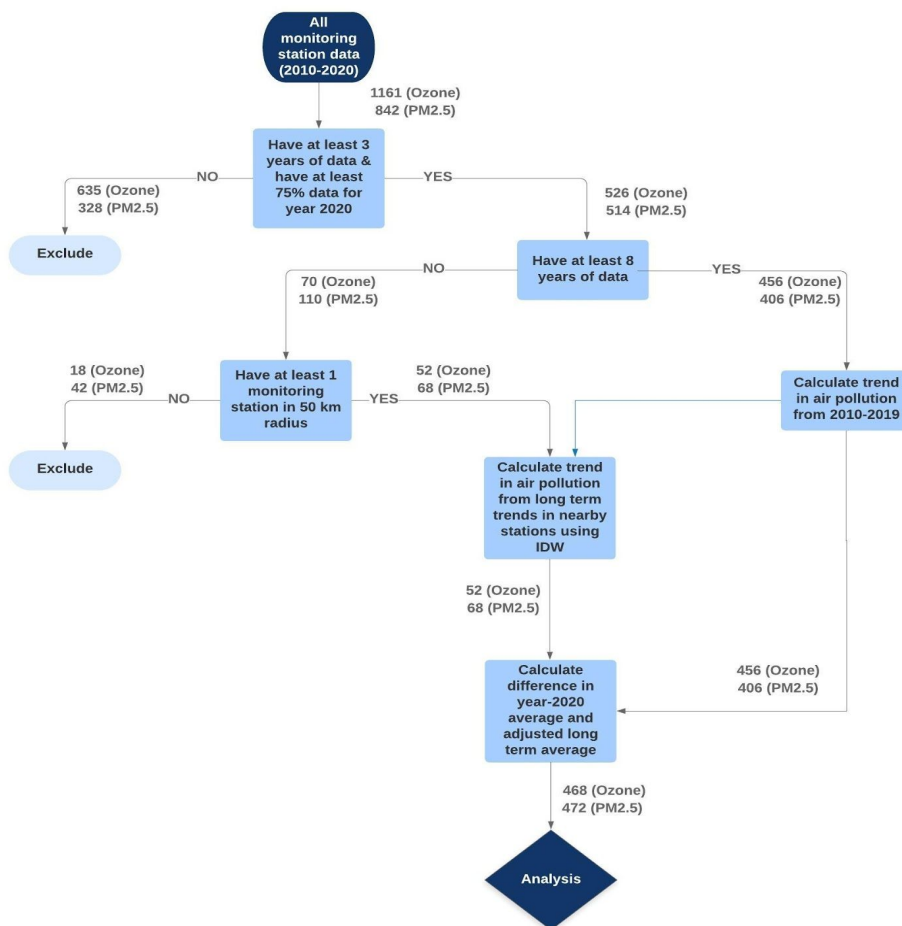 All
monitoring
station data
(2010-2020)
1161 (Ozone)
842 (PM2.5)
Have at least 3
years of data &
have at least
75% data for
year 2020
NO
YES
635 (Ozone)
328 (PM2.5)
526 (Ozone)
514 (PM2.5)
Exclude
Have at least 8
years of data
NO
YES
70 (Ozone)
110 (PM2.5)
456 (Ozone)
406 (PM2.5)
Have at least 1
monitoring
station in 50 km
radius
18 (Ozone)
42 (PM2.5)
NO
52 (Ozone)
68 (PM2.5)
YES
Calculate trend
in air pollution
from 2010-2019
Exclude
Calculate trend
in air pollution
from long term
trends in nearby
stations using
IDW
52 (Ozone)
68 (PM2.5)
456 (Ozone)
406 (PM2.5)
Calculate
difference in
year-2020
average and
adjusted long
term average
468 (Ozone)
472 (PM2.5)
Analysis